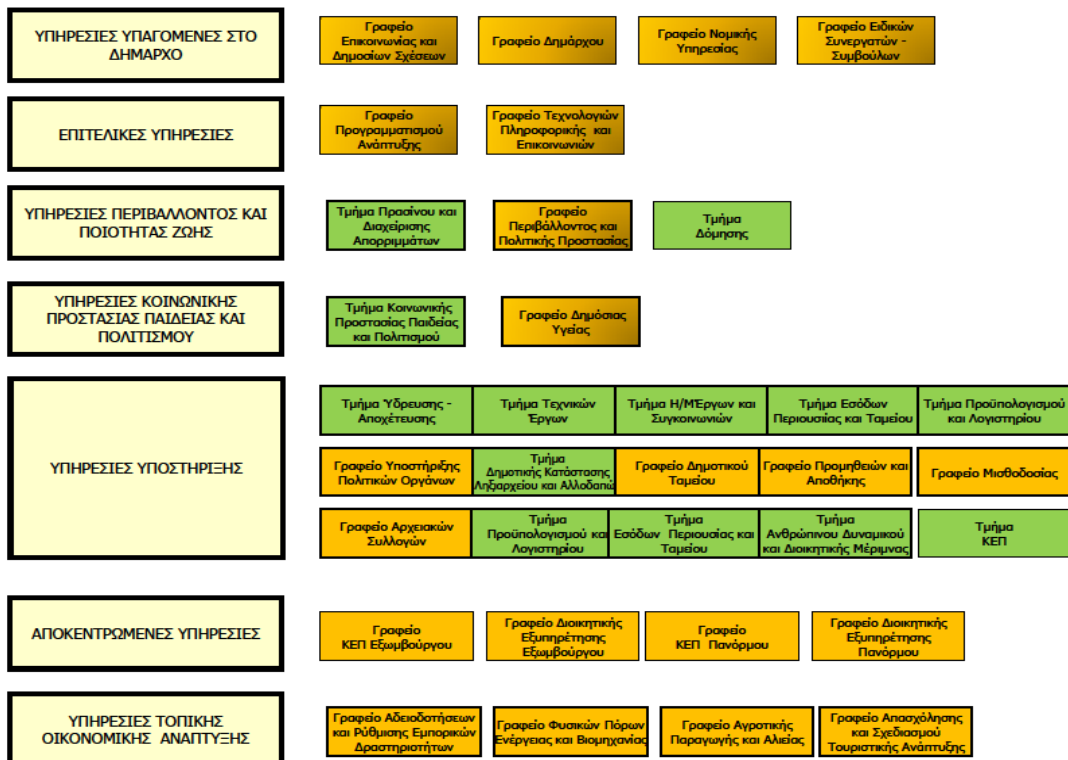 ΥΠΗΡΕΣΙΕΣ ΥΠΑΓΟΜΕΝΕΣ ΣΤΟ
ΔΗΜΑΡΧΟ
Γραφείο
Επικοινωνίας και
Δημοσίων Σχέσεων
Γραφείο Δημάρχου
Γραφείο Νομικής
Υπηρεσίας
Γραφείο Ειδικών
Συνεργατών -
Συμβούλων
ΕΠΙΤΕΛΙΚΕΣ ΥΠΗΡΕΣΙΕΣ
Γραφείο
Προγραμματισμού
Ανάπτυξης
Γραφείο Τεχνολογιών
Πληροφορικής και
Επικοινωνιών
ΥΠΗΡΕΣΙΕΣ ΠΕΡΙΒΑΛΛΟΝΤΟΣ ΚΑΙ
ΠΟΙΟΤΗΤΑΣ ΖΩΗΣ
Τμήμα Πρασίνου και
Διαχείρισης
Απορριμμάτων
Γραφείο
Περιβάλλοντος και
Πολιτικής Προστασίας
Τμήμα
Δόμησης
ΥΠΗΡΕΣΙΕΣ ΚΟΙΝΩΝΙΚΗΣ
ΠΡΟΣΤΑΣΙΑΣ ΠΑΙΔΕΙΑΣ ΚΑΙ
ΠΟΛΙΤΙΣΜΟΥ
Τμήμα Κοινωνικής
Προστασίας Παιδείας
και Πολιτισμού
Γραφείο Δημόσιας
Υγείας
ΥΠΗΡΕΣΙΕΣ ΥΠΟΣΤΗΡΙΞΗΣ
Τμήμα Ύδρευσης -
Αποχέτευσης
Τμήμα Τεχνικών
Έργων
Τμήμα Η/ΜΈργων και
Συγκοινωνιών
Τμήμα Εσόδων
Περιουσιίας και Ταμείου
Τμήμα Προϋπολογισμού
και Λογιστηρίου
Γραφείο Υποστήριξης
Πολιτικών Οργάνων
Τμήμα
Δημοτικής Κατάστασης
Ληξιαρχείου και Αλλοδαπώ
Γραφείο Δημοτικού
Ταμείου
Γραφείο Προμηθειών και
Αποθήκης
Γραφείο Μισθοδοσίας
Γραφείο Αρχειακών
Συλλογών
Τμήμα
Προϋπολογισμού και
Λογιστηρίου
Τμήμα
Εσόδων Περιουσίας και
Ταμείου
Τμήμα
Ανθρώπινου Δυναμικού
και Διοικητικής Μέριμνας
Τμήμα
ΚΕΠ
ΑΠΟΚΕΝΤΡΩΜΕΝΕΣ ΥΠΗΡΕΣΙΕΣ
Γραφείο
ΚΕΠ Εξωμβούργου
Γραφείο Διοικητικής
Εξυπηρέτησης
Εξωμβούργου
Γραφείο
ΚΕΠ Πανόρμου
Γραφείο Διοικητικής
Εξυπηρέτησης
Πανόρμου
ΥΠΗΡΕΣΙΕΣ ΤΟΠΙΚΗΣ
ΟΙΚΟΝΟΜΙΚΗΣ ΑΝΑΠΤΥΞΗΣ
Γραφείο Αδειοδοτήσεων
και Ρύθμισης Εμπορικών
Δραστηριοτήτων
Γραφείο Φυσικών Πόρων
Ενέργειας και Βιομηχανίας
Γραφείο Αγροτικής
Παραγωγής και Αλιείας
Γραφείο Απασχόλησης
και Σχεδιασμού
Τουριστικής Ανάπτυξης